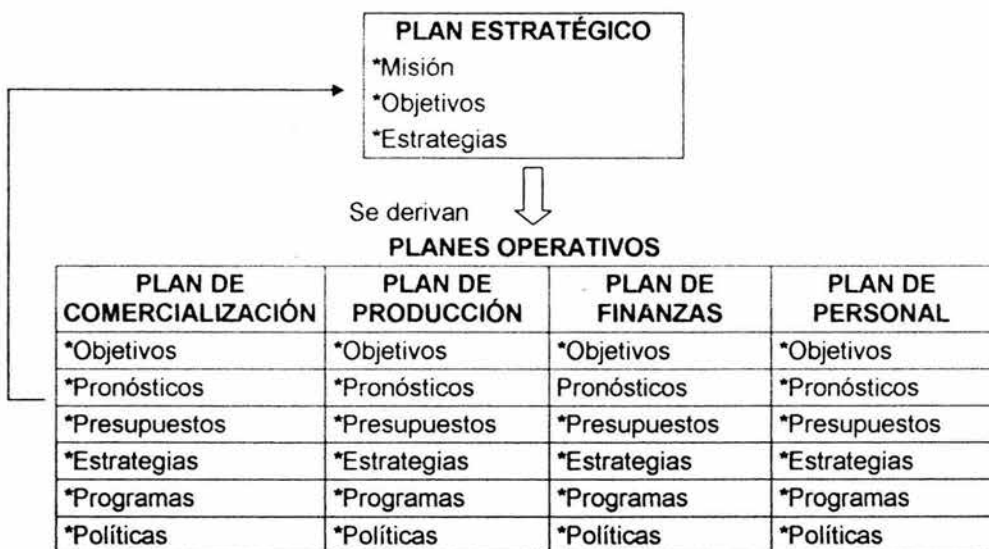 PLAN ESTRATÉGICO
*Misión
*Objetivos
*Estrategias
Se derivan
PLANES OPERATIVOS
PLAN DE COMERCIALIZACIÓN PLAN DE PRODUCCIÓN PLAN DE FINANZAS PLAN DE PERSONAL
*Objetivos *Objetivos *Objetivos *Objetivos
*Pronósticos *Pronósticos Pronósticos *Pronósticos
*Presupuestos *Presupuestos *Presupuestos *Presupuestos
*Estrategias *Estrategias *Estrategias *Estrategias
*Programas *Programas *Programas *Programas
*Políticas *Políticas *Políticas *Políticas